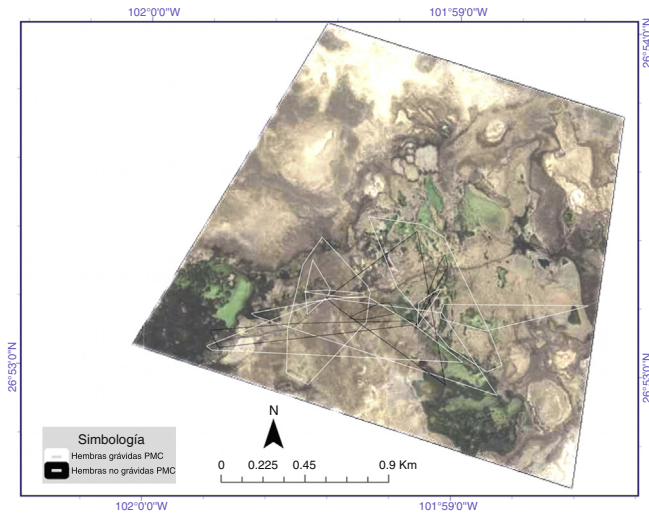 102°0'0"W 101°59'0"W
26°54'0"N
26°53'0"N 26°53'0"N
N
Simbología
Hembras grávidas PMC
Hembras no grávidas PMC
0 0.225 0.45 0.9 Km
102°0'0"W 101°59'0"W